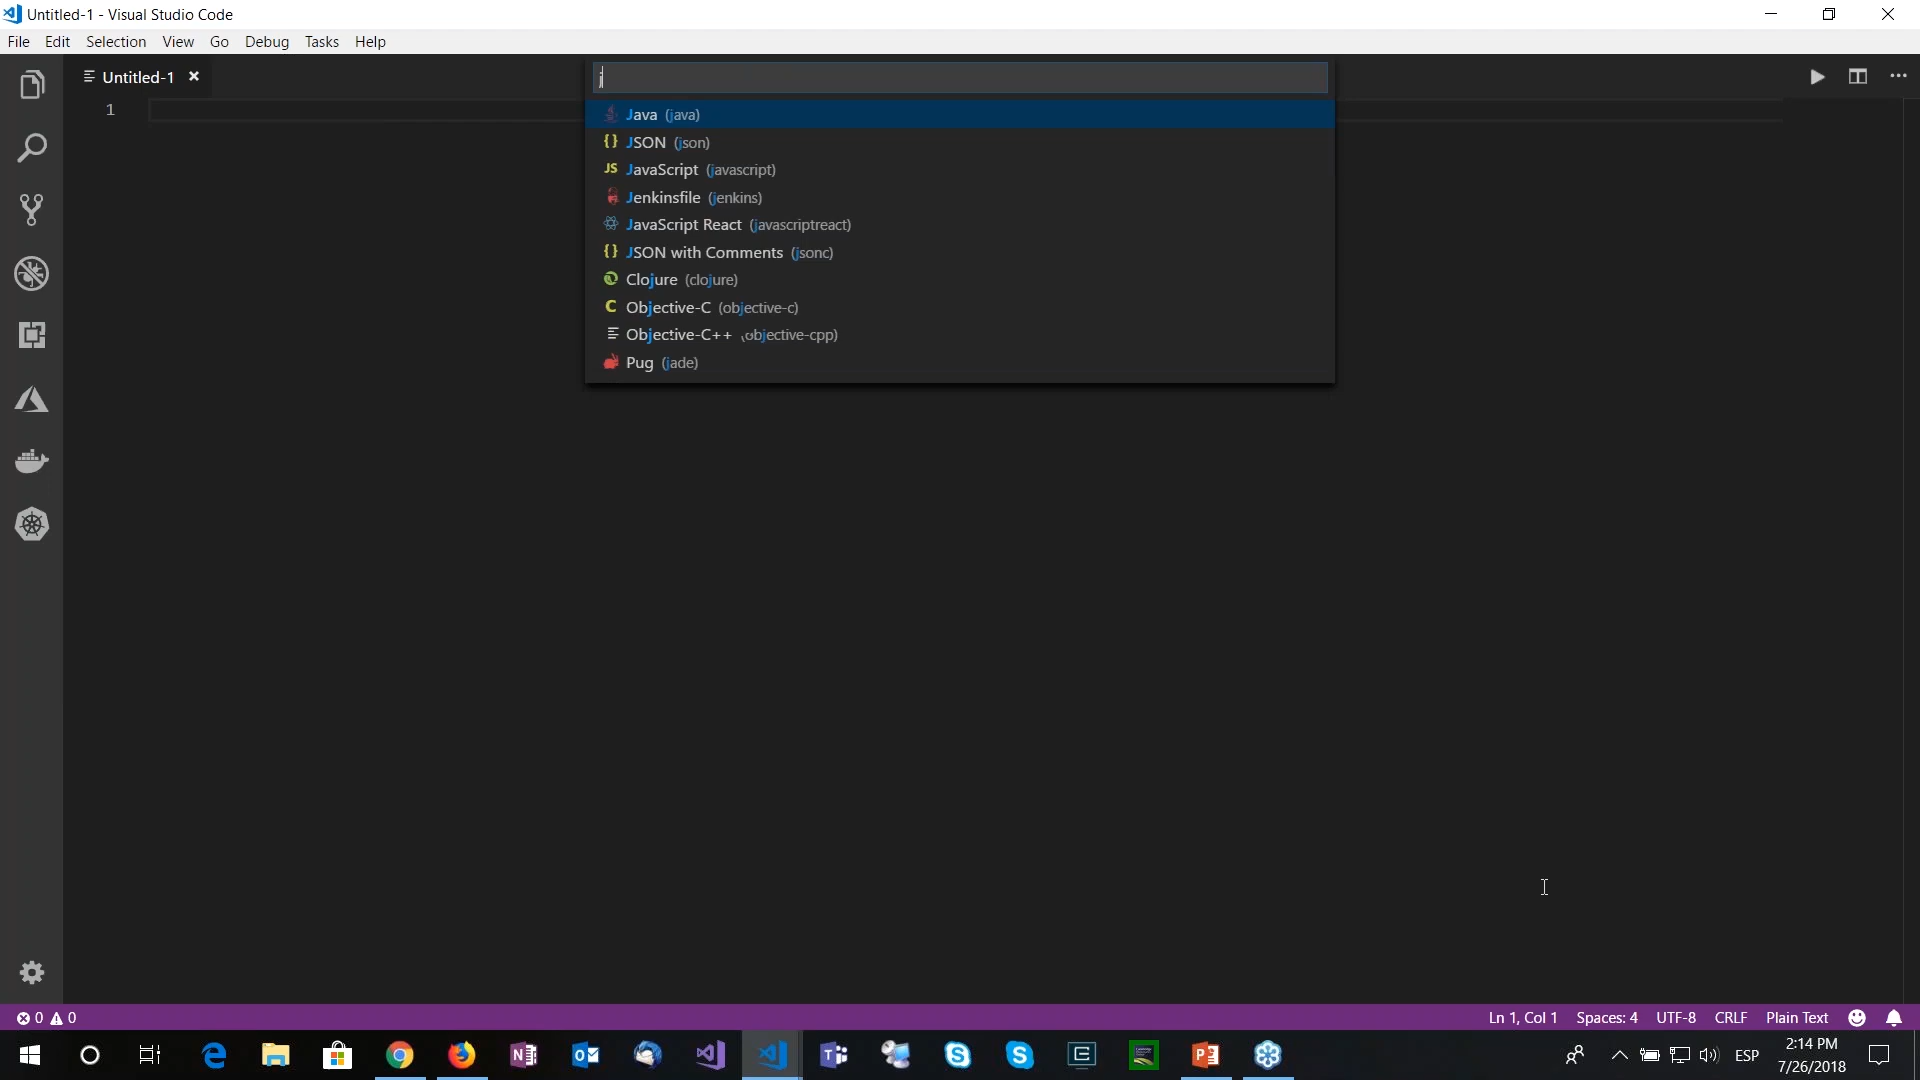 Untitled-1 - Visual Studio Code
File Edit Selection View Go Debug Tasks Help
Untitled-1
j
1
Java (java)
JSON (json)
JS JavaScript (javascript)
Jenkinsfile (jenkins)
JavaScript React (javascriptreact)
JSON with Comments (jsonc)
Clojure (clojure)
C Objective-C (objective-c)
Objective-C++ (objective-cpp)
Pug (jade)
0 0 Ln 1, Col 1 Spaces: 4 UTF-8 CRLF Plain Text
ESP
2:14 PM
7/26/2018